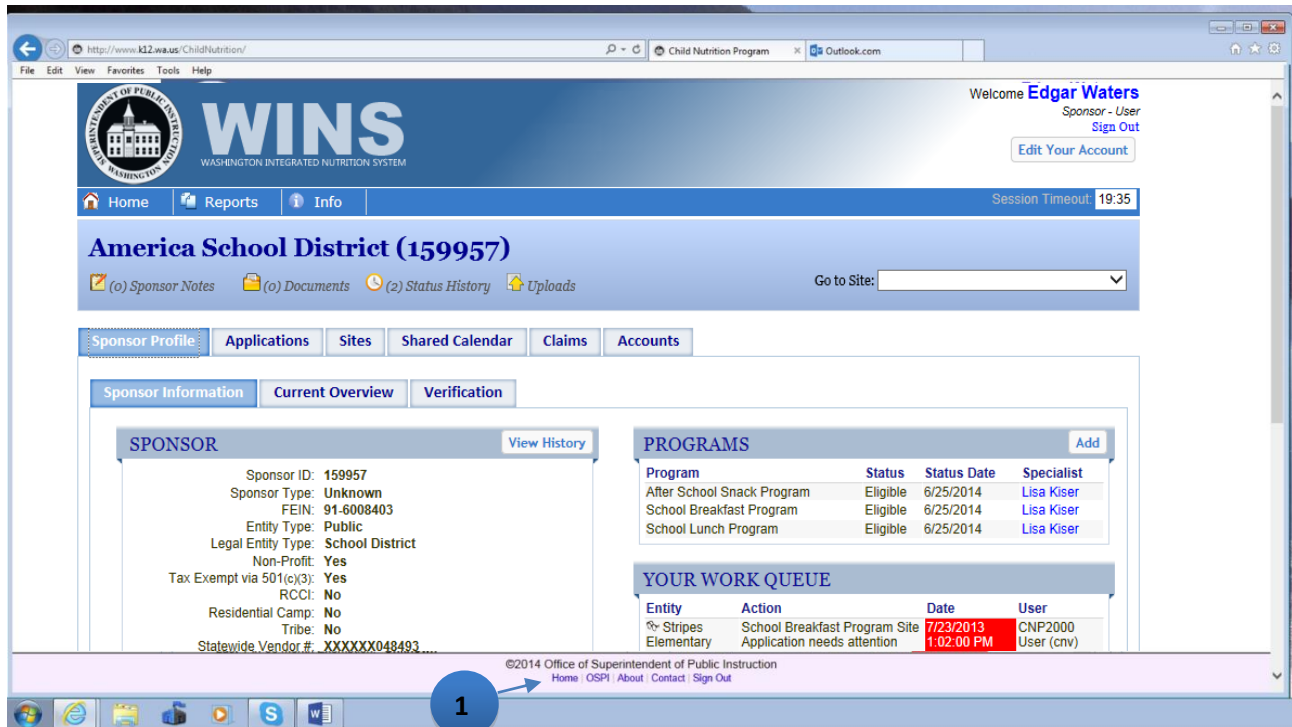 http://www.k12.wa.us/ChildNutrition/
Child Nutrition Program
Outlook.com
File Edit View Favorites Tools Help
SUPERINTENDENT OF PUBLIC INSTRUCTION
WASHINGTON
WINS
WASHINGTON INTEGRATED NUTRITION SYSTEM
Welcome Edgar Waters
Sponsor - User
Sign Out
Edit Your Account
Home Reports Info
Session Timeout: 19:35
America School District (159957)
(0) Sponsor Notes (0) Documents (2) Status History Uploads
Go to Site:
Sponsor Profile Applications Sites Shared Calendar Claims Accounts
Sponsor Information Current Overview Verification
SPONSOR
View History
Sponsor ID: 159957
Sponsor Type: Unknown
FEIN: 91-6008403
Entity Type: Public
Legal Entity Type: School District
Non-Profit: Yes
Tax Exempt via 501(c)(3): Yes
RCCI: No
Residential Camp: No
Tribe: No
Statewide Vendor #: XXXXXX048493
PROGRAMS
Add
Program Status Status Date Specialist
After School Snack Program Eligible 6/25/2014 Lisa Kiser
School Breakfast Program Eligible 6/25/2014 Lisa Kiser
School Lunch Program Eligible 6/25/2014 Lisa Kiser
YOUR WORK QUEUE
Entity Action Date User
Stripes School Breakfast Program Site 7/23/2013 CNP2000
Elementary Application needs attention 1:02:00 PM User (cnv)
©2014 Office of Superintendent of Public Instruction
Home | OSPI | About | Contact | Sign Out
1